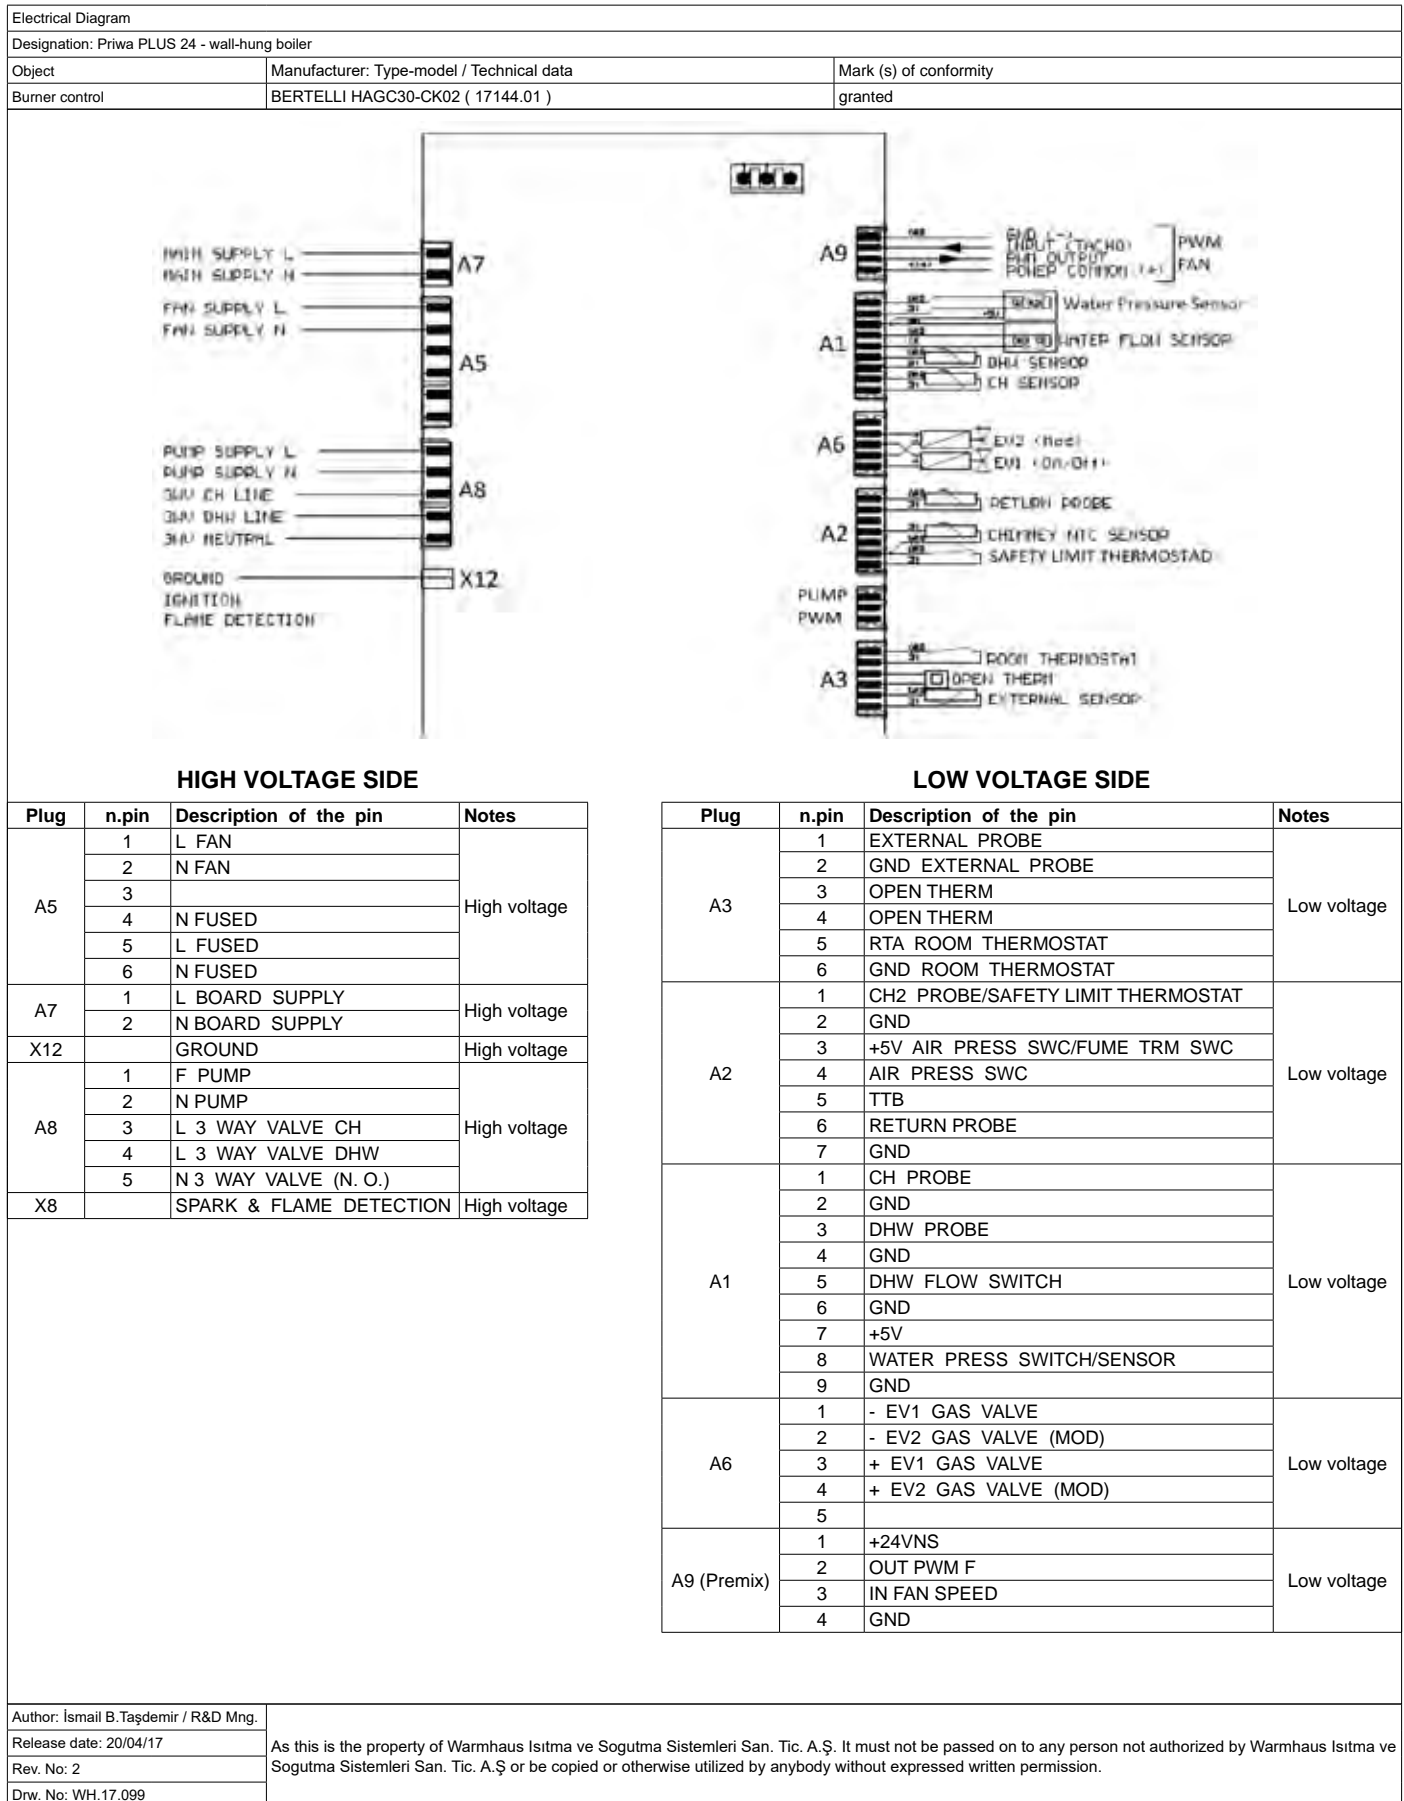 Electrical Diagram
Designation: Priwa PLUS 24 - wall-hung boiler
Object Manufacturer: Type-model / Technical data Mark (s) of conformity
Burner control BERTELLI HAGC30-CK02 ( 17144.01 ) granted
MAIN SUPPLY L
MAIN SUPPLY N
A7
FAN SUPPLY L
FAN SUPPLY N
A5
PUMP SUPPLY L
PUMP SUPPLY N
3WV CH LINE
3WV DHW LINE
3WV NEUTRAL
A8
GROUND
X12
IGNITION
FLAME DETECTION
A9
GND (-)
INPUT (TACHO)
PWM OUTPUT
POWER COMMON (+)
PWM
FAN
A1
Water Pressure Sensor
WATER FLOW SENSOR
DHW SENSOR
CH SENSOR
A6
EV2 (Mod)
EV1 (On/Off)
A2
RETURN PROBE
CHIMNEY NTC SENSOR
SAFETY LIMIT THERMOSTAD
PUMP
PWM
A3
ROOM THERMOSTAT
OPEN THERM
EXTERNAL SENSOR
HIGH VOLTAGE SIDE
Plug n.pin Description of the pin Notes
A5 High voltage
1 L FAN
2 N FAN
3
4 N FUSED
5 L FUSED
6 N FUSED
A7 High voltage
1 L BOARD SUPPLY
2 N BOARD SUPPLY
X12 GROUND High voltage
A8 High voltage
1 F PUMP
2 N PUMP
3 L 3 WAY VALVE CH
4 L 3 WAY VALVE DHW
5 N 3 WAY VALVE (N. O.)
X8 SPARK & FLAME DETECTION High voltage
LOW VOLTAGE SIDE
Plug n.pin Description of the pin Notes
A3 Low voltage
1 EXTERNAL PROBE
2 GND EXTERNAL PROBE
3 OPEN THERM
4 OPEN THERM
5 RTA ROOM THERMOSTAT
6 GND ROOM THERMOSTAT
A2 Low voltage
1 CH2 PROBE/SAFETY LIMIT THERMOSTAT
2 GND
3 +5V AIR PRESS SWC/FUME TRM SWC
4 AIR PRESS SWC
5 TTB
6 RETURN PROBE
7 GND
A1 Low voltage
1 CH PROBE
2 GND
3 DHW PROBE
4 GND
5 DHW FLOW SWITCH
6 GND
7 +5V
8 WATER PRESS SWITCH/SENSOR
9 GND
A6 Low voltage
1 - EV1 GAS VALVE
2 - EV2 GAS VALVE (MOD)
3 + EV1 GAS VALVE
4 + EV2 GAS VALVE (MOD)
5
A9 (Premix) Low voltage
1 +24VNS
2 OUT PWM F
3 IN FAN SPEED
4 GND
Author: İsmail B.Taşdemir / R&D Mng.
Release date: 20/04/17
Rev. No: 2
Drw. No: WH.17.099
As this is the property of Warmhaus Isıtma ve Sogutma Sistemleri San. Tic. A.Ş. It must not be passed on to any person not authorized by Warmhaus Isıtma ve
Sogutma Sistemleri San. Tic. A.Ş or be copied or otherwise utilized by anybody without expressed written permission.